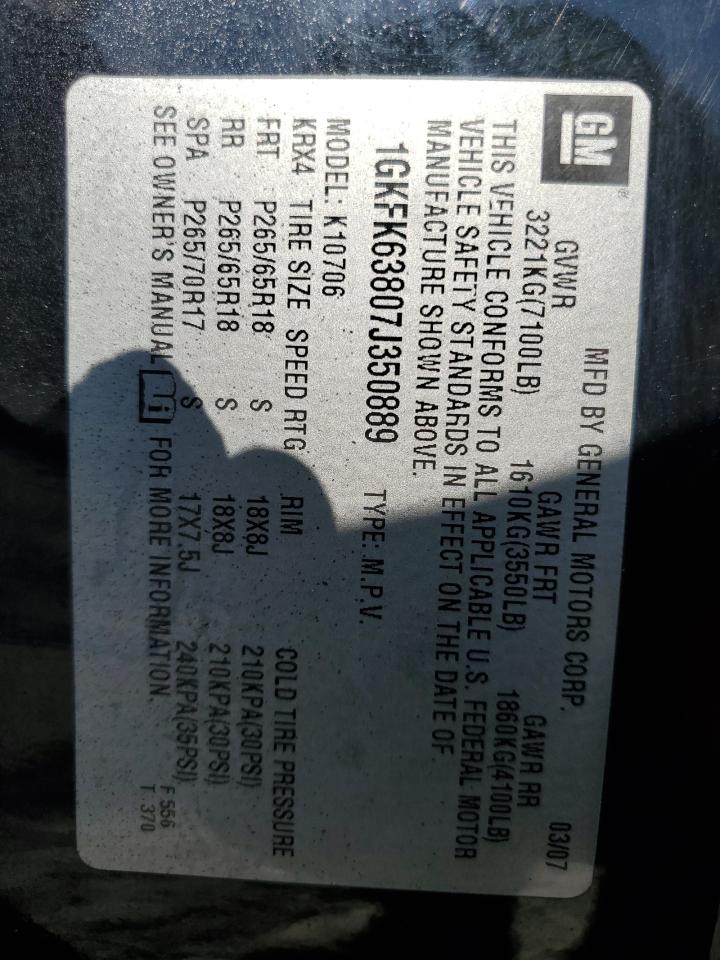 GM ®
MFD BY GENERAL MOTORS CORP. 03/07
GVWR GAWR FRT GAWR RR
3221KG(7100LB) 1610KG(3550LB) 1860KG(4100LB)
THIS VEHICLE CONFORMS TO ALL APPLICABLE U.S. FEDERAL MOTOR
VEHICLE SAFETY STANDARDS IN EFFECT ON THE DATE OF
MANUFACTURE SHOWN ABOVE.
1GKFK63807J350889 TYPE: M.P.V.
MODEL: K10706
KRX4 TIRE SIZE SPEED RTG RIM COLD TIRE PRESSURE
FRT P265/65R18 S 18X8J 210KPA(30PSI)
RR P265/65R18 S 18X8J 210KPA(30PSI)
SPA P265/70R17 S 17X7.5J 240KPA(35PSI)
SEE OWNER'S MANUAL i FOR MORE INFORMATION.
F 556
T 370